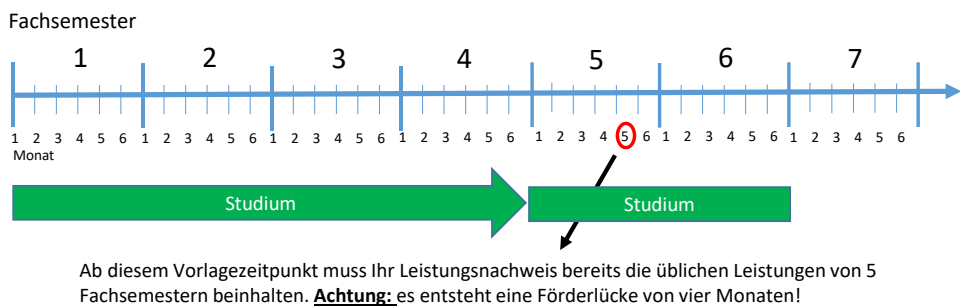 Fachsemester
1 2 3 4 5 6 7
1 2 3 4 5 6 1 2 3 4 5 6 1 2 3 4 5 6 1 2 3 4 5 6 1 2 3 4 5 6 1 2 3 4 5 6 1 2 3 4 5 6
Monat
Studium Studium
Ab diesem Vorlagezeitpunkt muss Ihr Leistungsnachweis bereits die üblichen Leistungen von 5
Fachsemestern beinhalten. Achtung: es entsteht eine Förderlücke von vier Monaten!